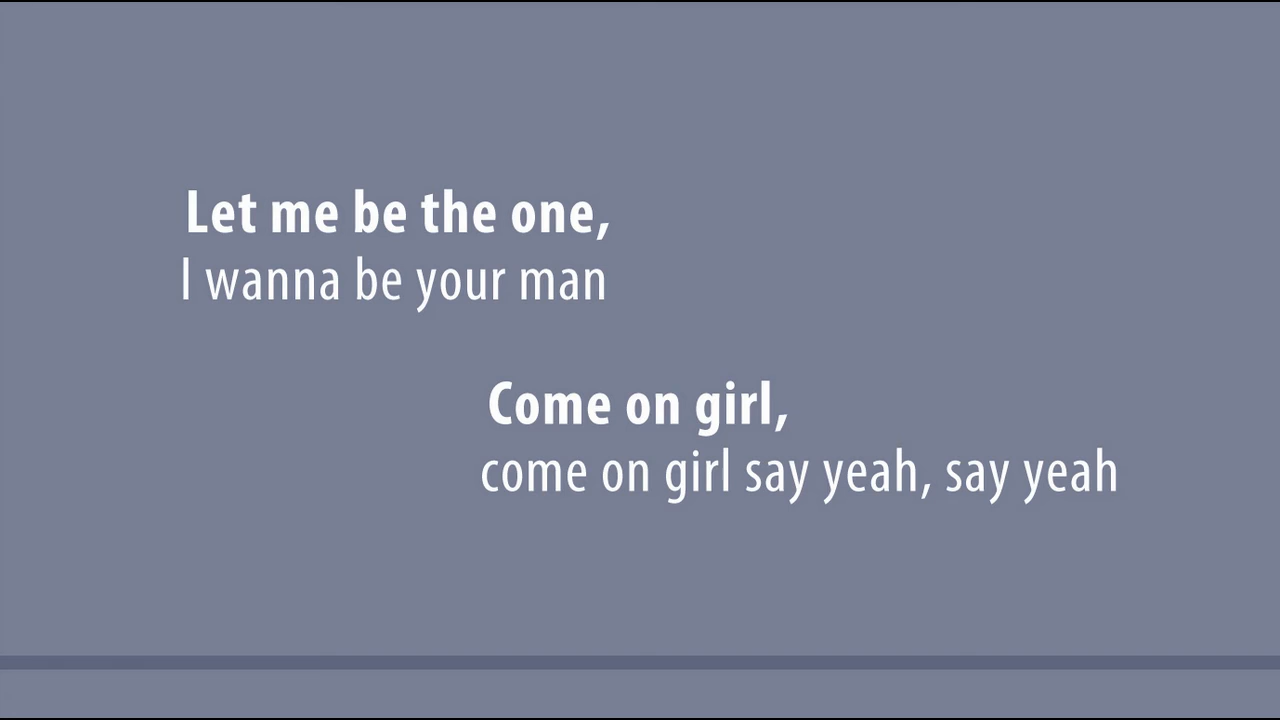 Let me be the one,
I wanna be your man
Come on girl,
come on girl say yeah, say yeah